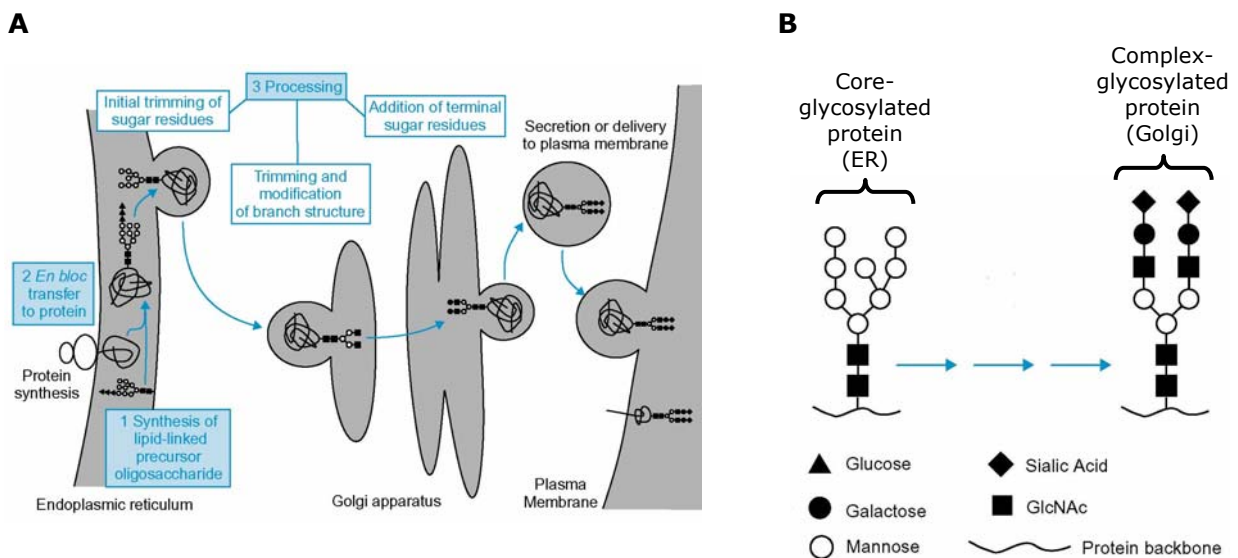 A
3 Processing
Initial trimming of
sugar residues
Addition of terminal
sugar residues
Trimming and
modification
of branch structure
Secretion or delivery
to plasma membrane
2 En bloc
transfer
to protein
Protein
synthesis
1 Synthesis of
lipid-linked
precursor
oligosaccharide
Endoplasmic reticulum
Golgi apparatus
Plasma
Membrane
B
Core-
glycosylated
protein
(ER)
Complex-
glycosylated
protein
(Golgi)
Glucose
Sialic Acid
Galactose
GlcNAc
Mannose
Protein backbone